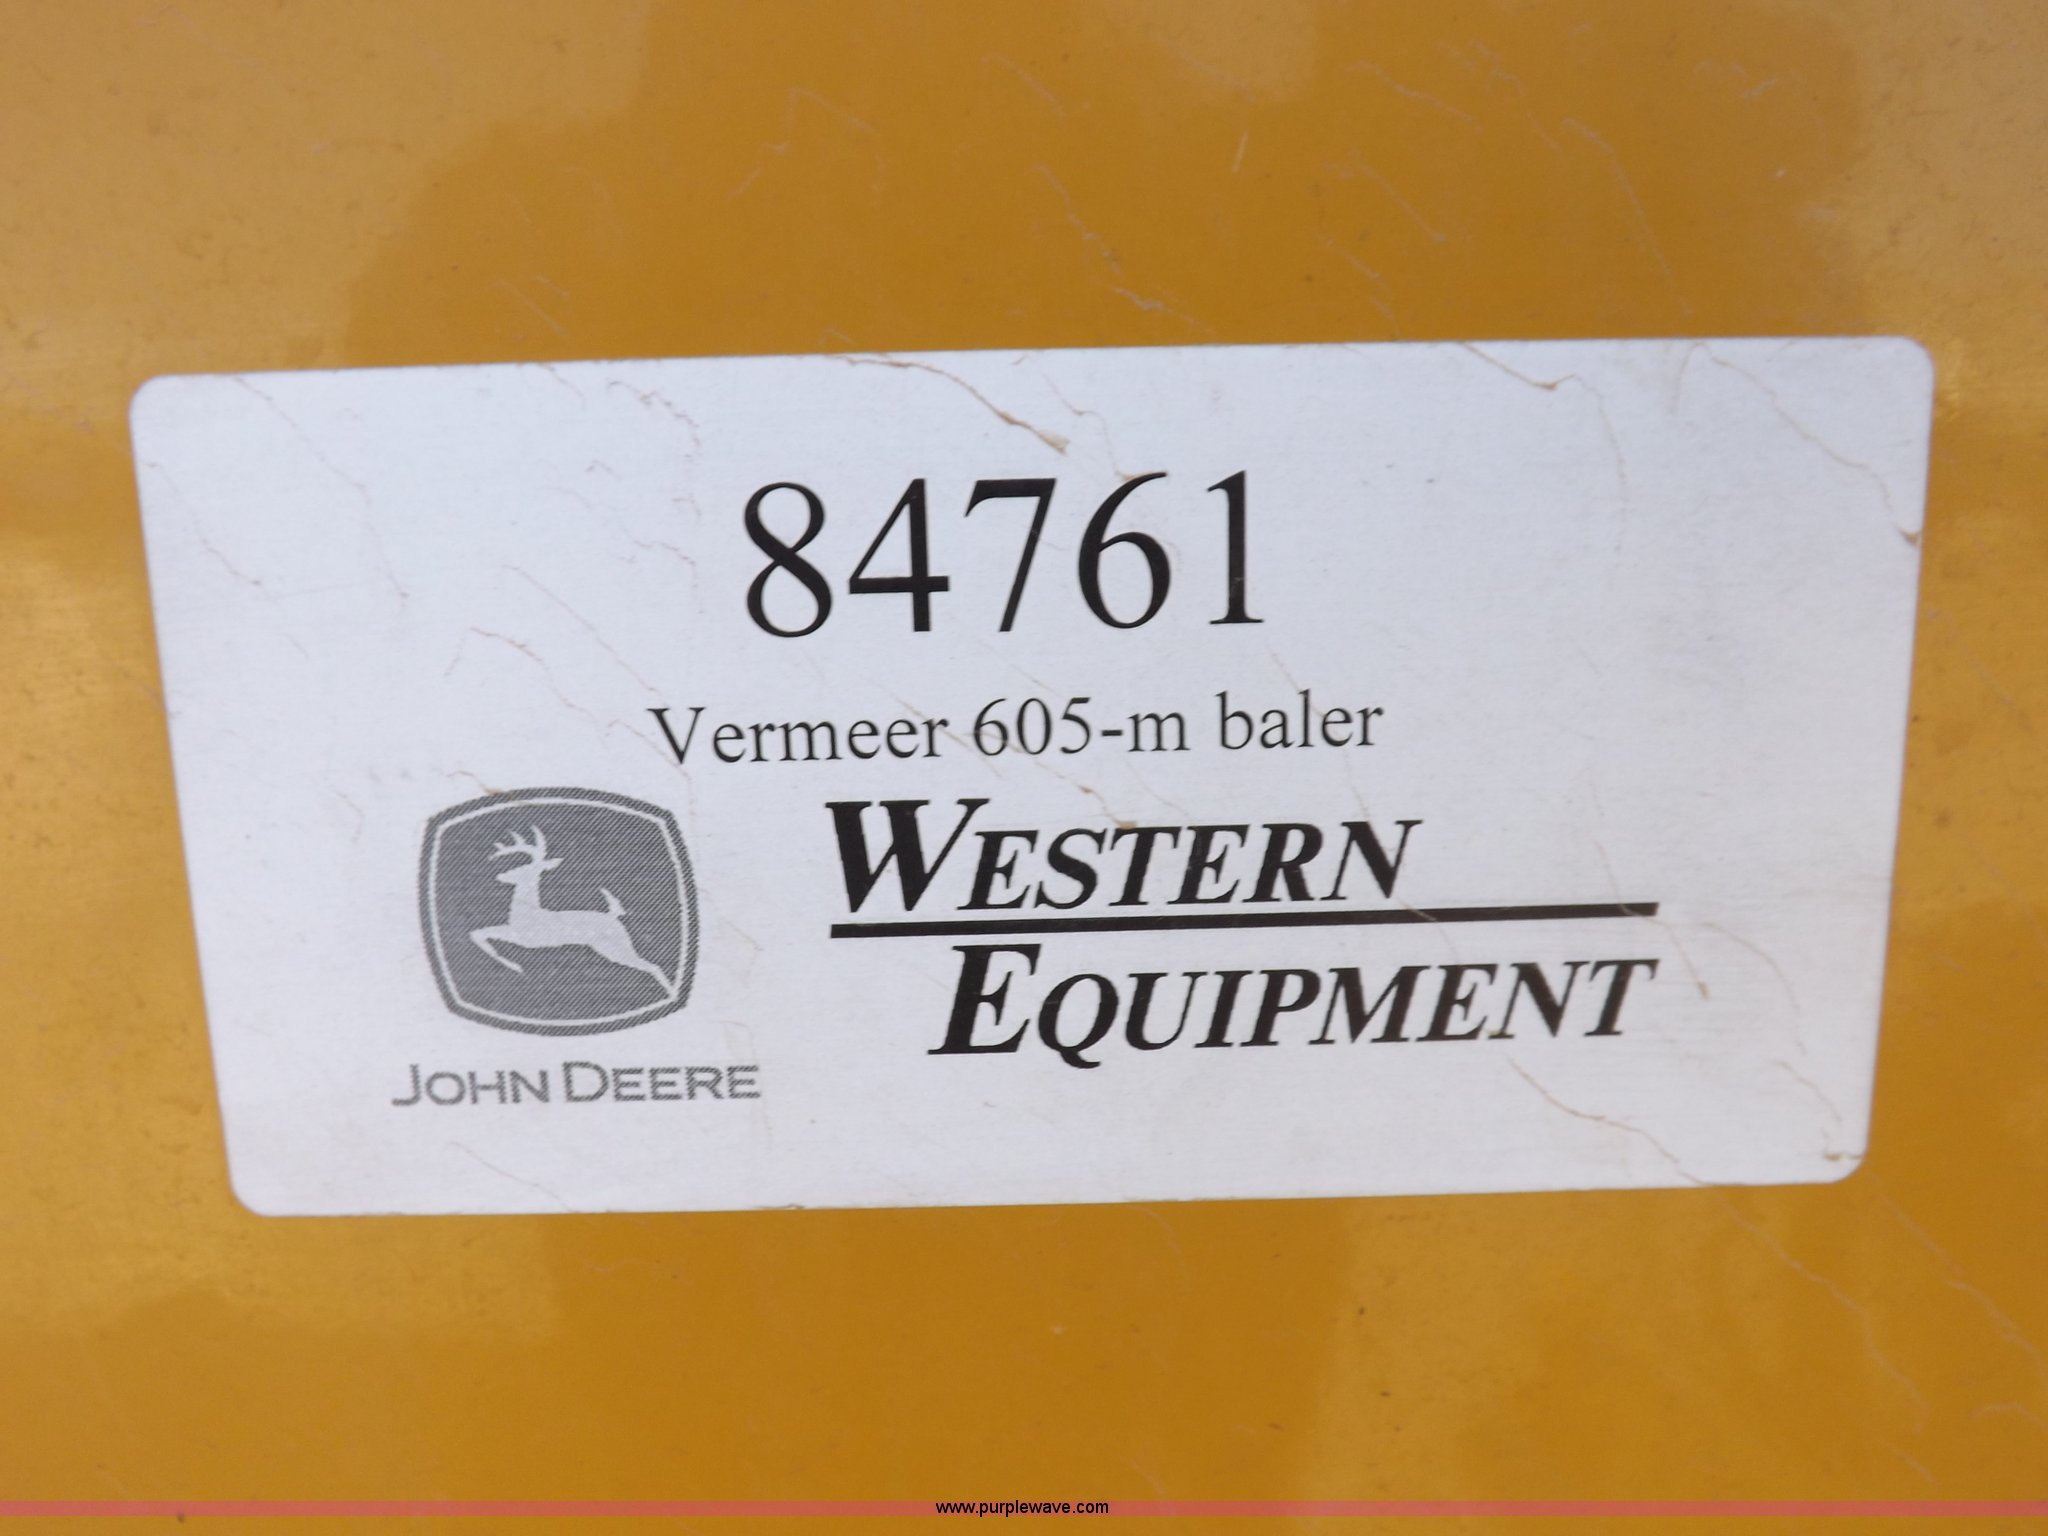 84761
Vermeer 605-m baler
WESTERN
EQUIPMENT
JOHN DEERE
www.purplewave.com